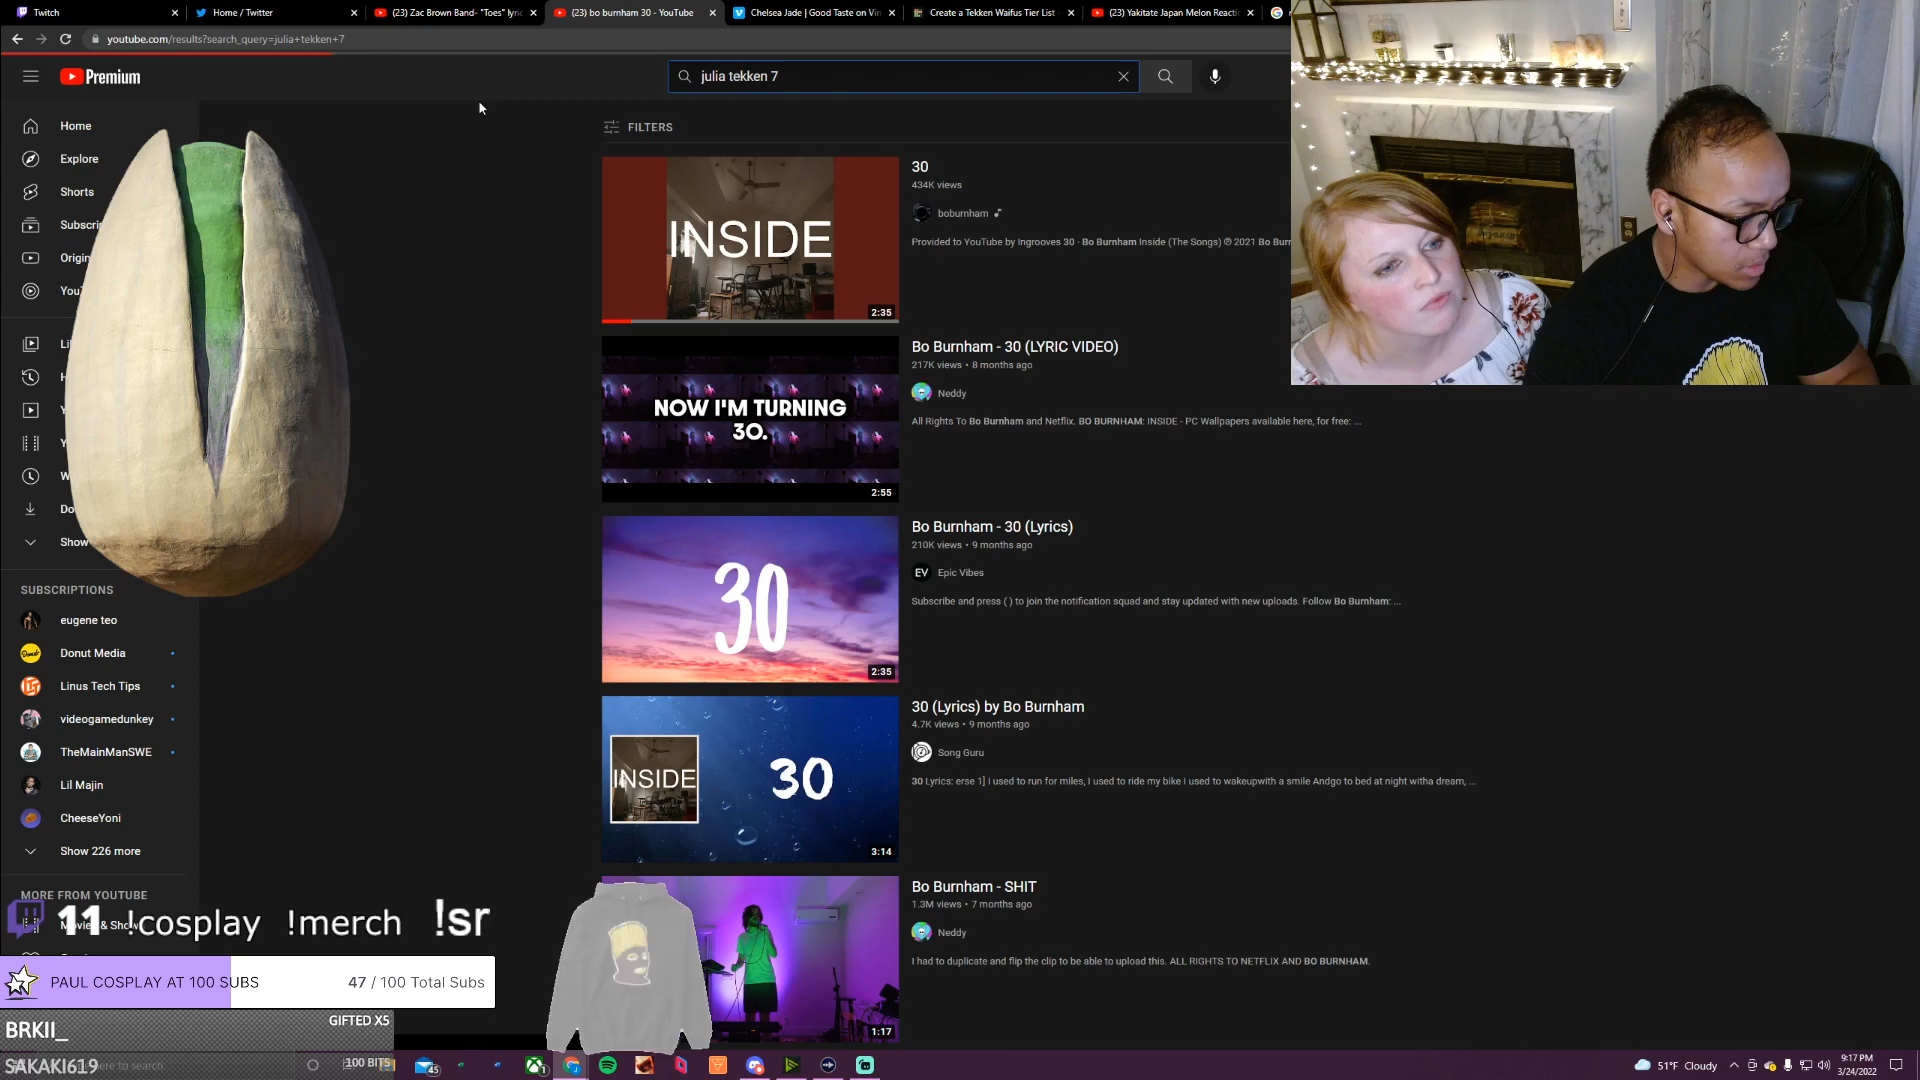 Twitch
Home / Twitter
(23) Zac Brown Band- "Toes" lyric
(23) bo burnham 30 - YouTube
Chelsea Jade | Good Taste on Vi
Create a Tekken Waifus Tier List
(23) Yakitate Japan Melon Reacti
youtube.com/results?search_query=julia+tekken+7
Premium
julia tekken 7
Home
Explore
Shorts
Subscri
Origin
Show
SUBSCRIPTIONS
eugene teo
Donut Media
Linus Tech Tips
videogamedunkey
TheMainManSWE
Lil Majin
CheeseYoni
Show 226 more
MORE FROM YOUTUBE
FILTERS
INSIDE
2:35
30
434K views
boburnham
Provided to YouTube by Ingrooves 30 · Bo Burnham Inside (The Songs) ℗ 2021 Bo Burn
NOW I'M TURNING
30.
2:55
Bo Burnham - 30 (LYRIC VIDEO)
217K views • 8 months ago
Neddy
All Rights To Bo Burnham and Netflix. BO BURNHAM: INSIDE - PC Wallpapers available here, for free: ...
30
2:35
Bo Burnham - 30 (Lyrics)
210K views • 9 months ago
EV Epic Vibes
Subscribe and press ( ) to join the notification squad and stay updated with new uploads. Follow Bo Burnham: ...
INSIDE
30
3:14
30 (Lyrics) by Bo Burnham
4.7K views • 9 months ago
Song Guru
30 Lyrics: erse 1] I used to run for miles, I used to ride my bike I used to wakeupwith a smile Andgo to bed at night witha dream, ...
1:17
Bo Burnham - SHIT
1.3M views • 7 months ago
Neddy
I had to duplicate and flip the clip to be able to upload this. ALL RIGHTS TO NETFLIX AND BO BURNHAM.
11 !cosplay !merch !sr
PAUL COSPLAY AT 100 SUBS 47 / 100 Total Subs
BRKII_ GIFTED X5
SAKAKI619 100 BITS
45
51°F Cloudy
9:17 PM
3/24/2022